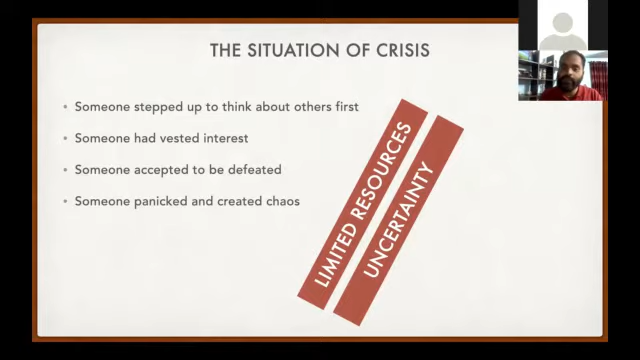 THE SITUATION OF CRISIS
Someone stepped up to think about others first
Someone had vested interest
Someone accepted to be defeated
Someone panicked and created chaos
LIMITED RESOURCES
UNCERTAINTY